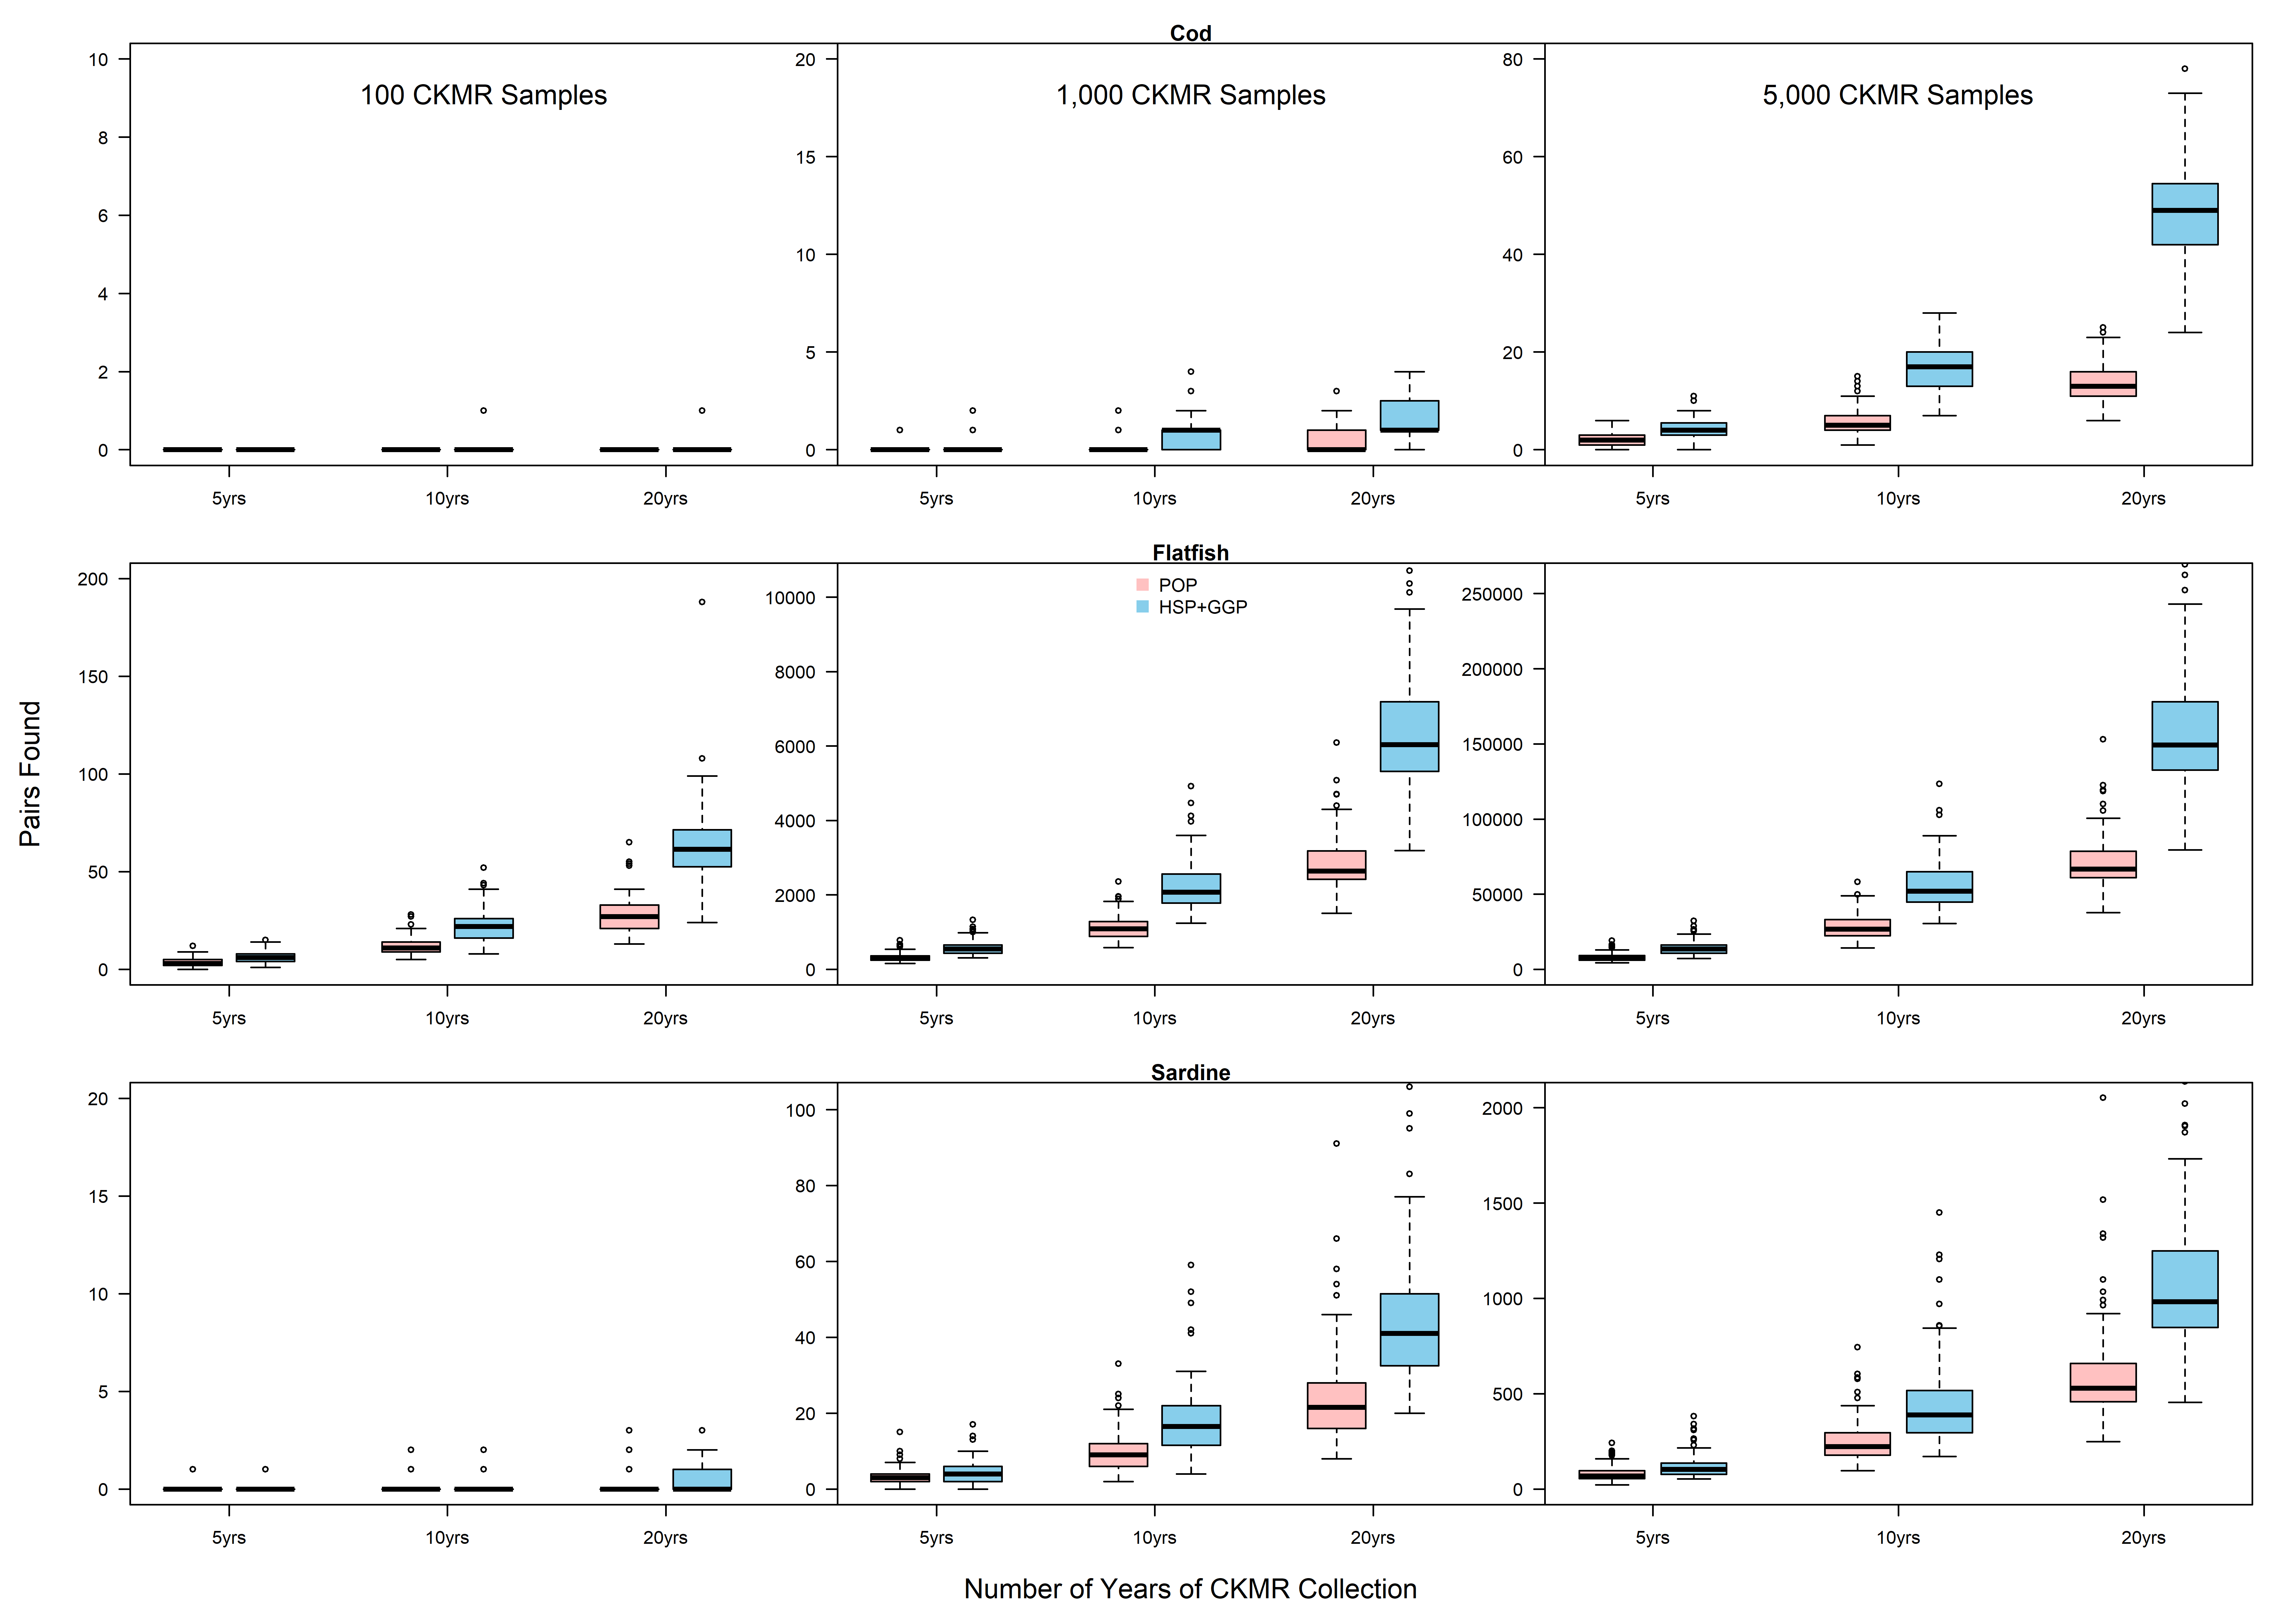 Cod
100 CKMR Samples
1,000 CKMR Samples
5,000 CKMR Samples
10
8
6
4
2
0
20
15
10
5
0
80
60
40
20
0
5yrs 10yrs 20yrs
5yrs 10yrs 20yrs
5yrs 10yrs 20yrs
Flatfish
POP
HSP+GGP
200
150
100
50
0
10000
8000
6000
4000
2000
0
250000
200000
150000
100000
50000
0
5yrs 10yrs 20yrs
5yrs 10yrs 20yrs
5yrs 10yrs 20yrs
Pairs Found
Sardine
20
15
10
5
0
100
80
60
40
20
0
2000
1500
1000
500
0
5yrs 10yrs 20yrs
5yrs 10yrs 20yrs
5yrs 10yrs 20yrs
Number of Years of CKMR Collection